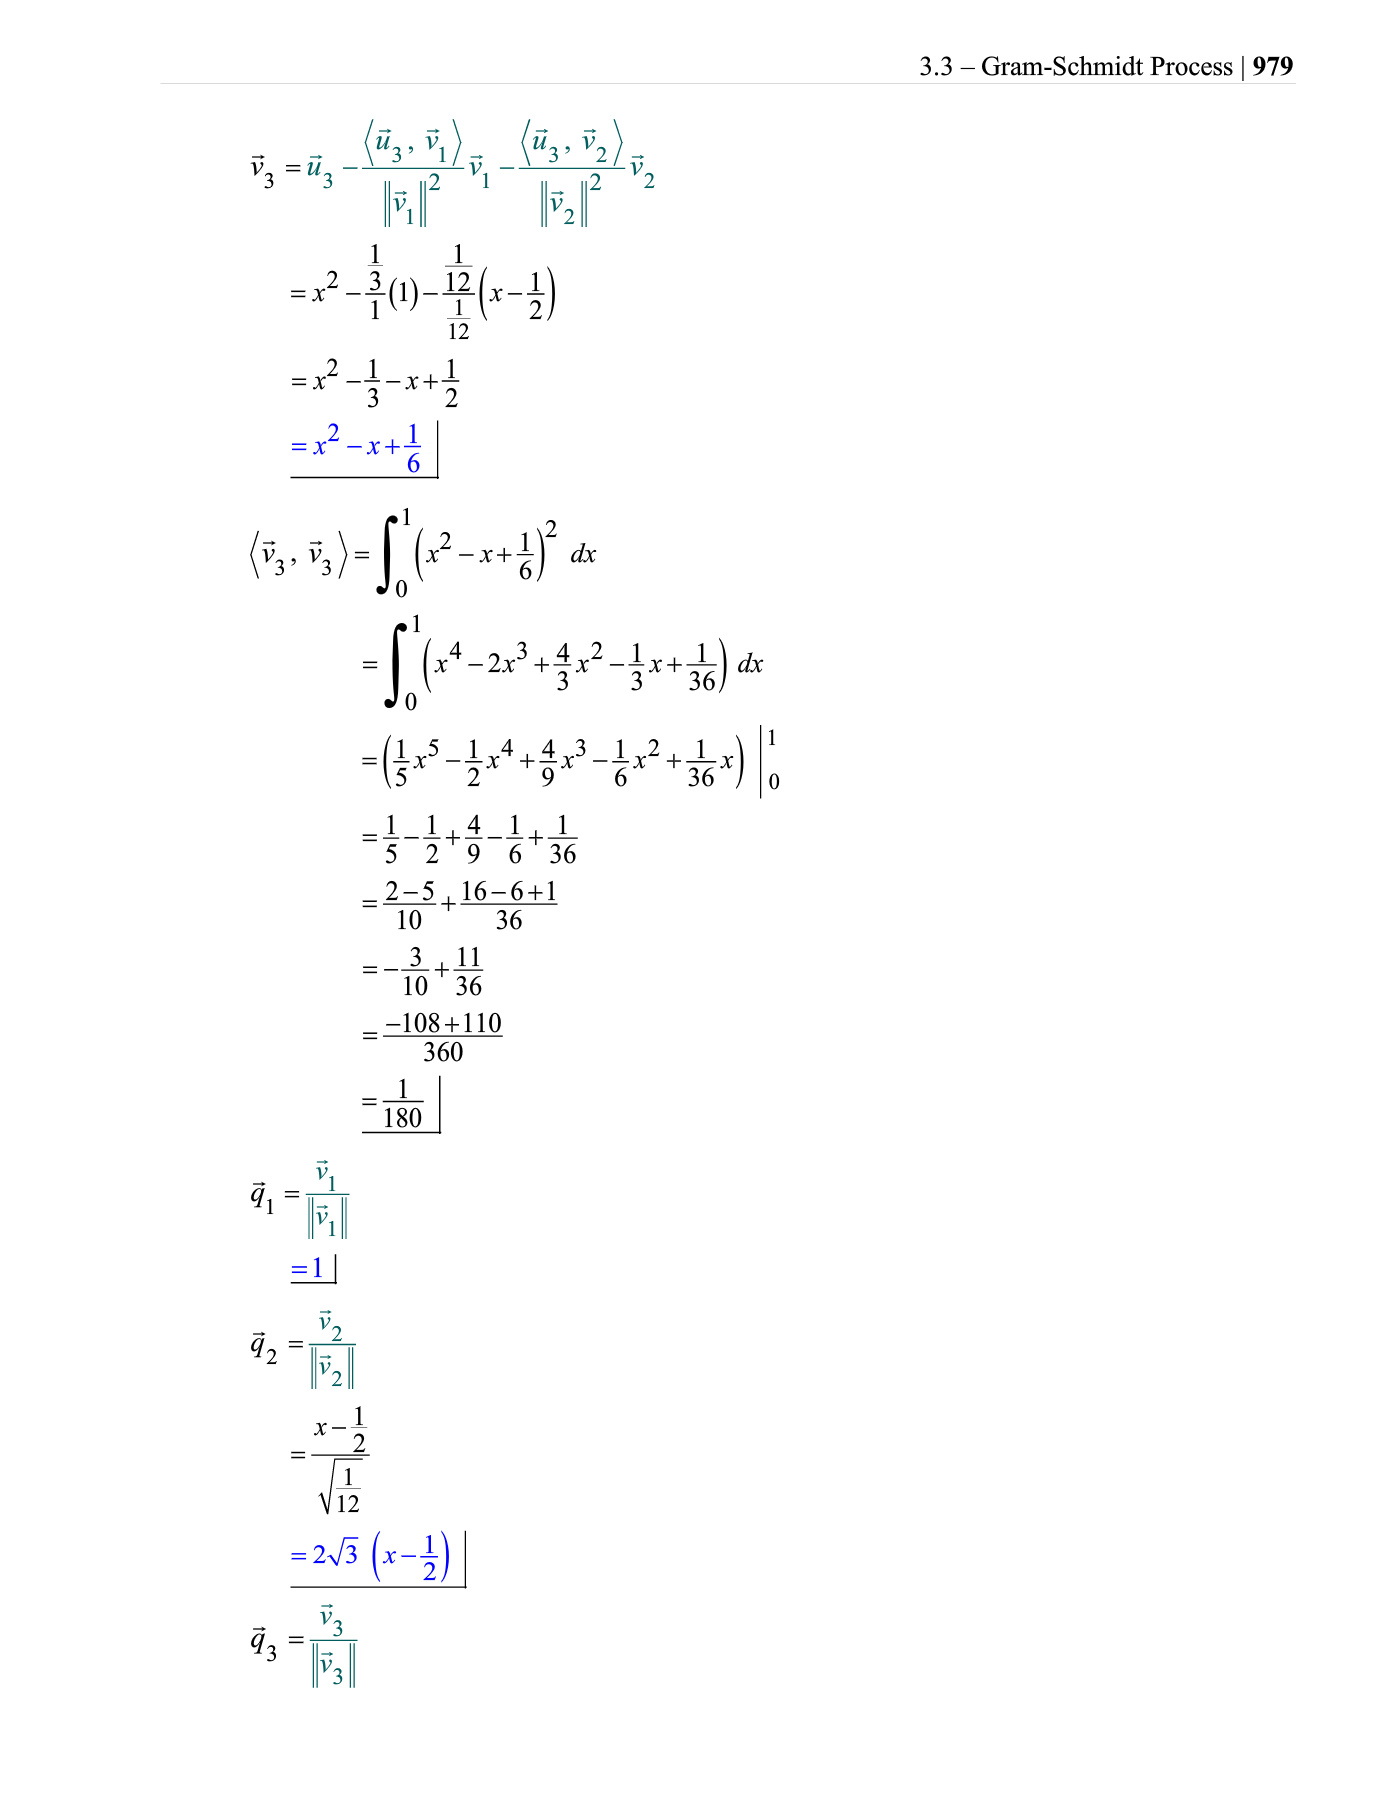 3.3 – Gram-Schmidt Process | 979
$\vec{v}_3 = \vec{u}_3 - \frac{\langle \vec{u}_3, \vec{v}_1 \rangle}{\|\vec{v}_1\|^2} \vec{v}_1 - \frac{\langle \vec{u}_3, \vec{v}_2 \rangle}{\|\vec{v}_2\|^2} \vec{v}_2$
$= x^2 - \frac{\frac{1}{3}}{1}(1) - \frac{\frac{1}{12}}{\frac{1}{12}}\left(x - \frac{1}{2}\right)$
$= x^2 - \frac{1}{3} - x + \frac{1}{2}$
$= x^2 - x + \frac{1}{6}$
$\langle \vec{v}_3, \vec{v}_3 \rangle = \int_0^1 \left(x^2 - x + \frac{1}{6}\right)^2 dx$
$= \int_0^1 \left(x^4 - 2x^3 + \frac{4}{3}x^2 - \frac{1}{3}x + \frac{1}{36}\right) dx$
$= \left(\frac{1}{5}x^5 - \frac{1}{2}x^4 + \frac{4}{9}x^3 - \frac{1}{6}x^2 + \frac{1}{36}x\right) \Big|_0^1$
$= \frac{1}{5} - \frac{1}{2} + \frac{4}{9} - \frac{1}{6} + \frac{1}{36}$
$= \frac{2-5}{10} + \frac{16-6+1}{36}$
$= -\frac{3}{10} + \frac{11}{36}$
$= \frac{-108+110}{360}$
$= \frac{1}{180}$
$\vec{q}_1 = \frac{\vec{v}_1}{\|\vec{v}_1\|}$
$= 1$
$\vec{q}_2 = \frac{\vec{v}_2}{\|\vec{v}_2\|}$
$= \frac{x - \frac{1}{2}}{\sqrt{\frac{1}{12}}}$
$= 2\sqrt{3}\left(x - \frac{1}{2}\right)$
$\vec{q}_3 = \frac{\vec{v}_3}{\|\vec{v}_3\|}$